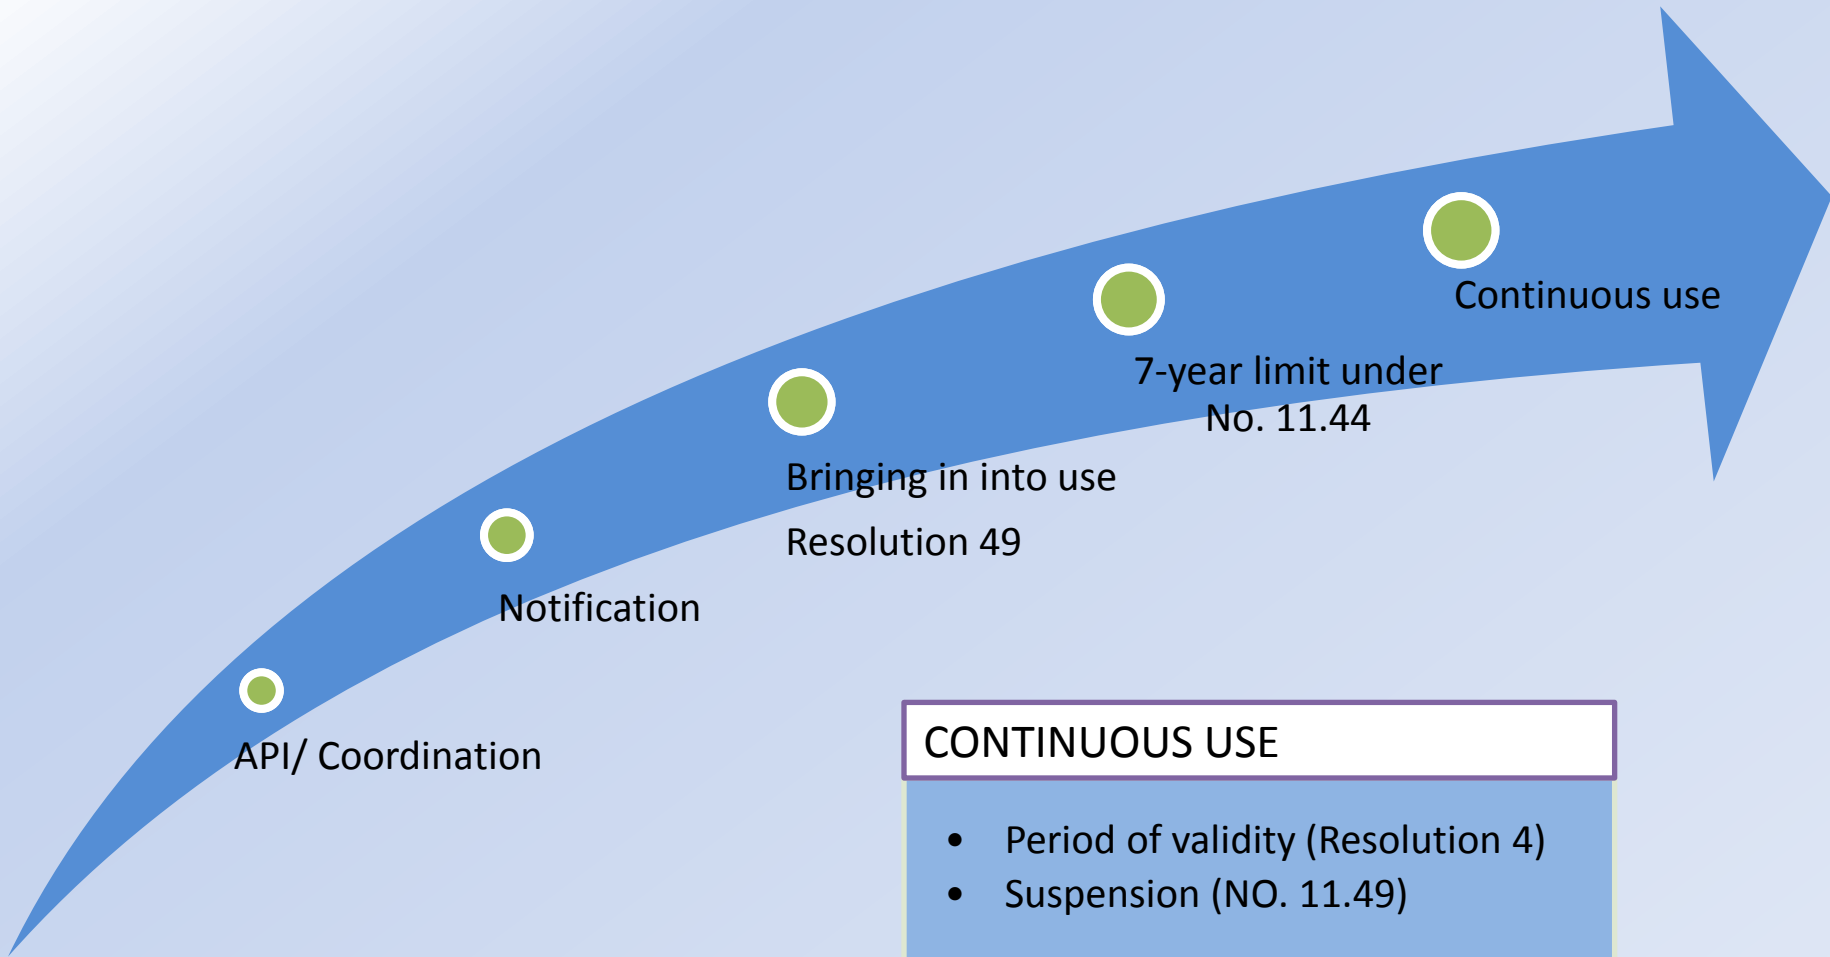 Continuous use
7-year limit under
No. 11.44
Bringing in into use
Resolution 49
Notification
API/ Coordination
CONTINUOUS USE
• Period of validity (Resolution 4)
• Suspension (NO. 11.49)